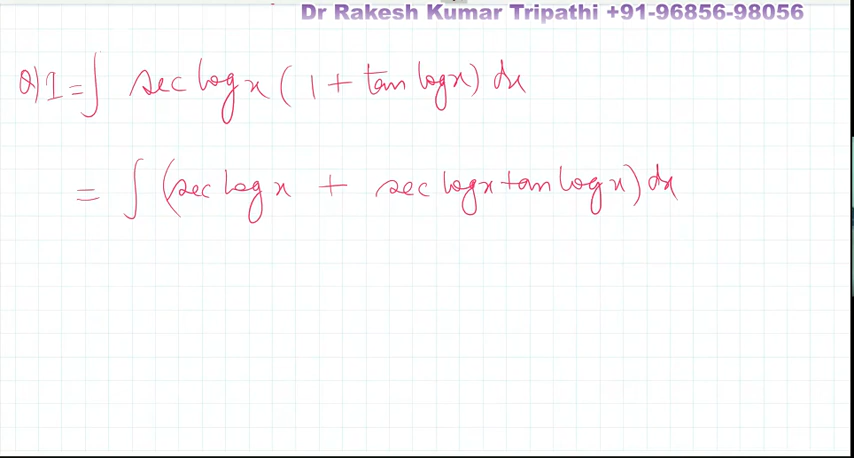 Dr Rakesh Kumar Tripathi +91-96856-98056
Q) I = ∫ sec log x ( 1 + tan log x) dx
= ∫ (sec log x + sec log x tan log x) dx